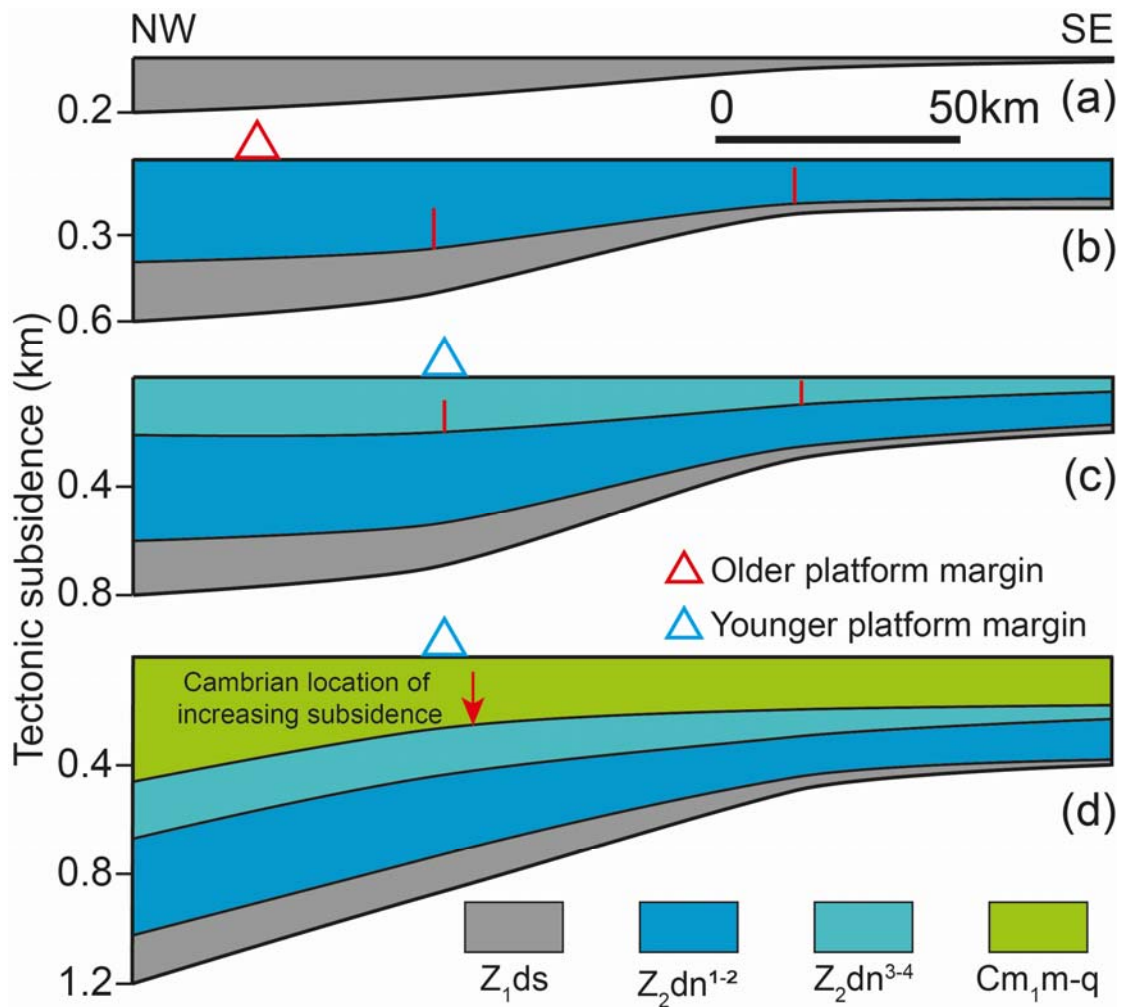 NW
SE
0.2
0
50km
(a)
0.3
0.6
(b)
0.4
0.8
(c)
Older platform margin
Younger platform margin
Tectonic subsidence (km)
Cambrian location of
increasing subsidence
0.4
0.8
1.2
(d)
Z₁ds
Z₂dn¹⁻²
Z₂dn³⁻⁴
Cm₁m-q